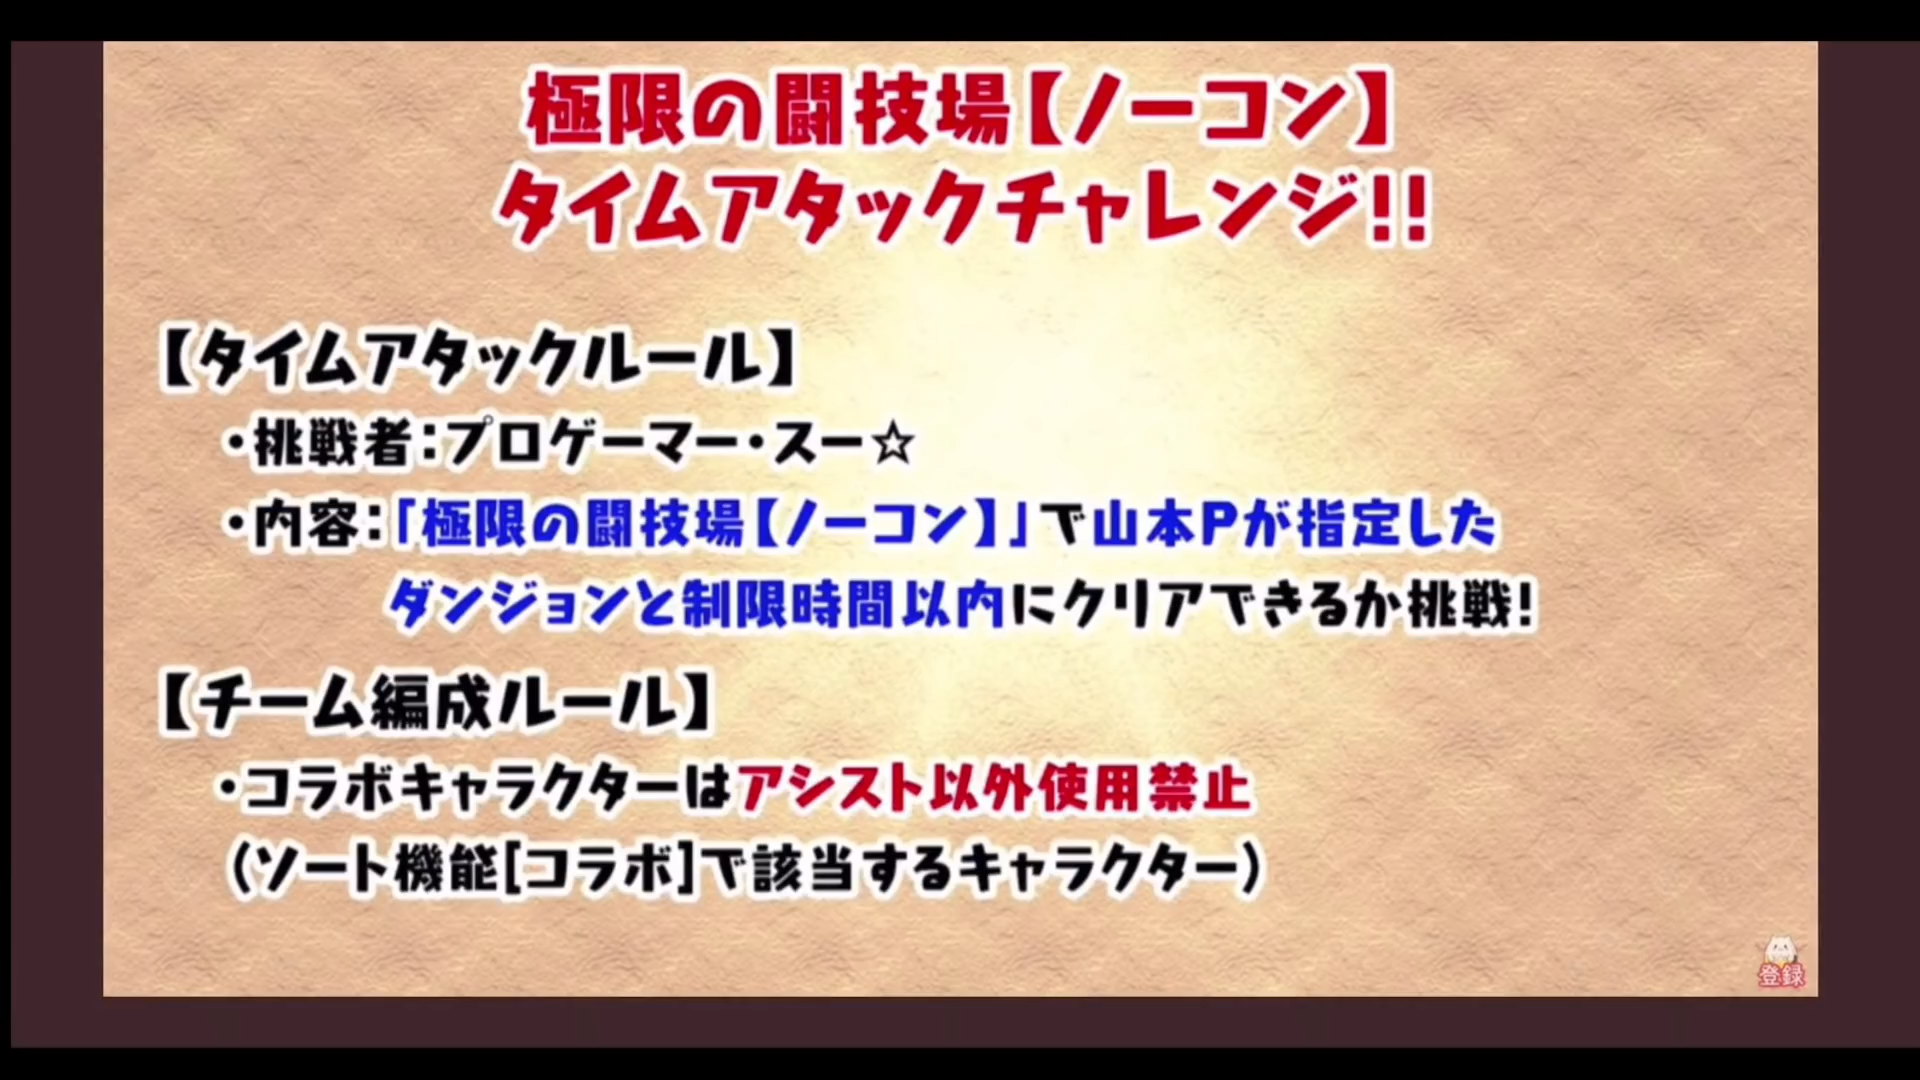 極限の闘技場【ノーコン】
タイムアタックチャレンジ!!
【タイムアタックルール】
・挑戦者:プロゲーマー・スー☆
・内容:「極限の闘技場【ノーコン】」で山本Pが指定した
ダンジョンと制限時間以内にクリアできるか挑戦!
【チーム編成ルール】
・コラボキャラクターはアシスト以外使用禁止
(ソート機能[コラボ]で該当するキャラクター)
登録